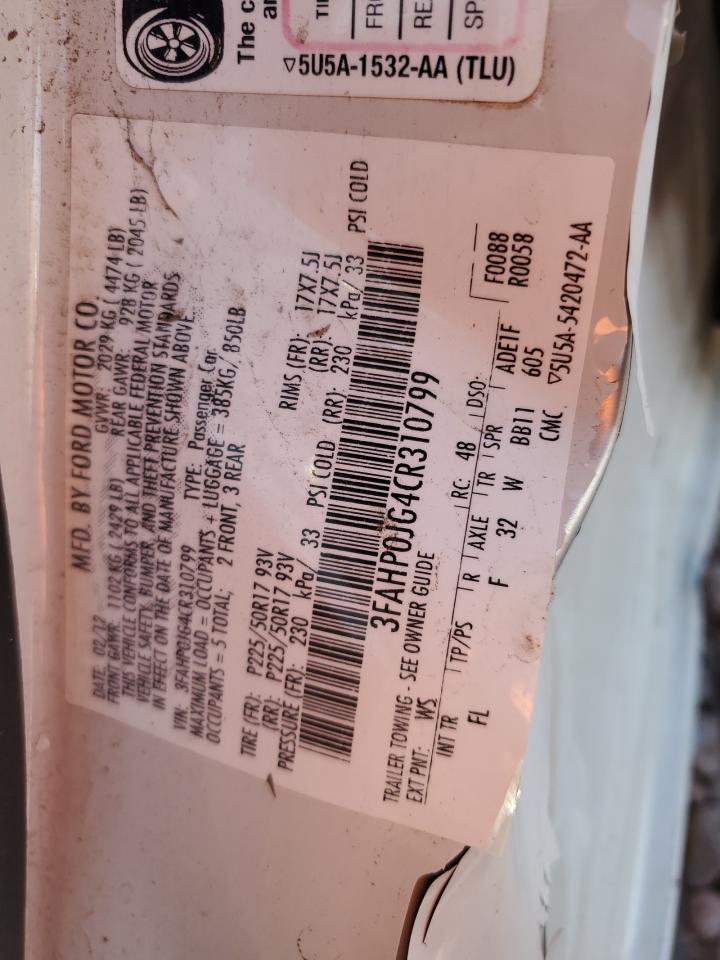 The c
an
TI
FR
RE
SP
▽5U5A-1532-AA (TLU)
MFD. BY FORD MOTOR CO.
DATE: 02/12 GVWR: 2029 KG ( 4474 LB)
FRONT GAWR: 1102 KG ( 2429 LB) REAR GAWR: 928 KG ( 2045 LB)
THIS VEHICLE CONFORMS TO ALL APPLICABLE FEDERAL MOTOR
VEHICLE SAFETY, BUMPER, AND THEFT PREVENTION STANDARDS
IN EFFECT ON THE DATE OF MANUFACTURE SHOWN ABOVE.
VIN: 3FAHP0JG4CR310799 TYPE: Passenger Car
MAXIMUM LOAD = OCCUPANTS + LUGGAGE = 385KG/ 850LB
OCCUPANTS = 5 TOTAL; 2 FRONT, 3 REAR
TIRE (FR): P225/50R17 93V RIMS (FR): 17X7.5J
(RR): P225/50R17 93V (RR): 17X7.5J
PRESSURE (FR): 230 kPa/ 33 PSI COLD (RR): 230 kPa/ 33 PSI COLD
3FAHP0JG4CR310799
TRAILER TOWING - SEE OWNER GUIDE
EXT PNT: WS RC: 48 DSO: F0088
R0058
INT TR TP/PS R AXLE TR SPR ADE1F
FL F 32 W BB11 605
CMC ▽5U5A-5420472-AA